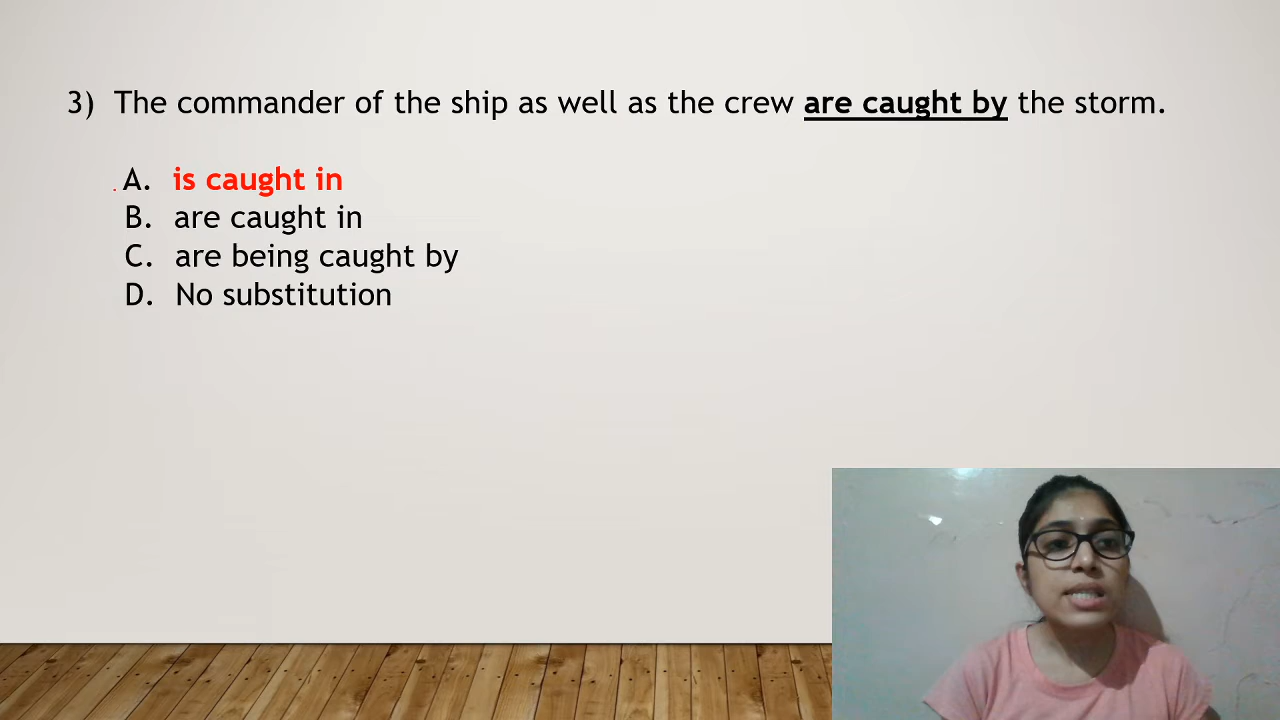 3) The commander of the ship as well as the crew are caught by the storm.
A. is caught in
B. are caught in
C. are being caught by
D. No substitution